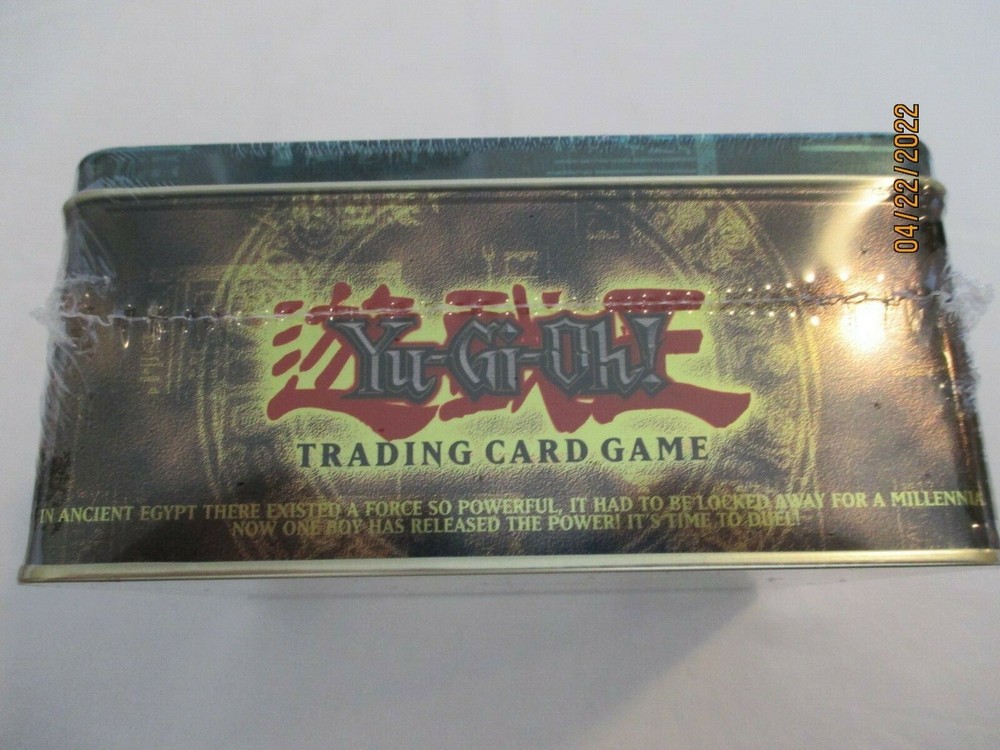 04/22/2022
遊戯王
Yu-Gi-Oh!
TRADING CARD GAME
IN ANCIENT EGYPT THERE EXISTED A FORCE SO POWERFUL, IT HAD TO BE LOCKED AWAY FOR A MILLENNIA
NOW ONE BOY HAS RELEASED THE POWER! IT'S TIME TO DUEL!